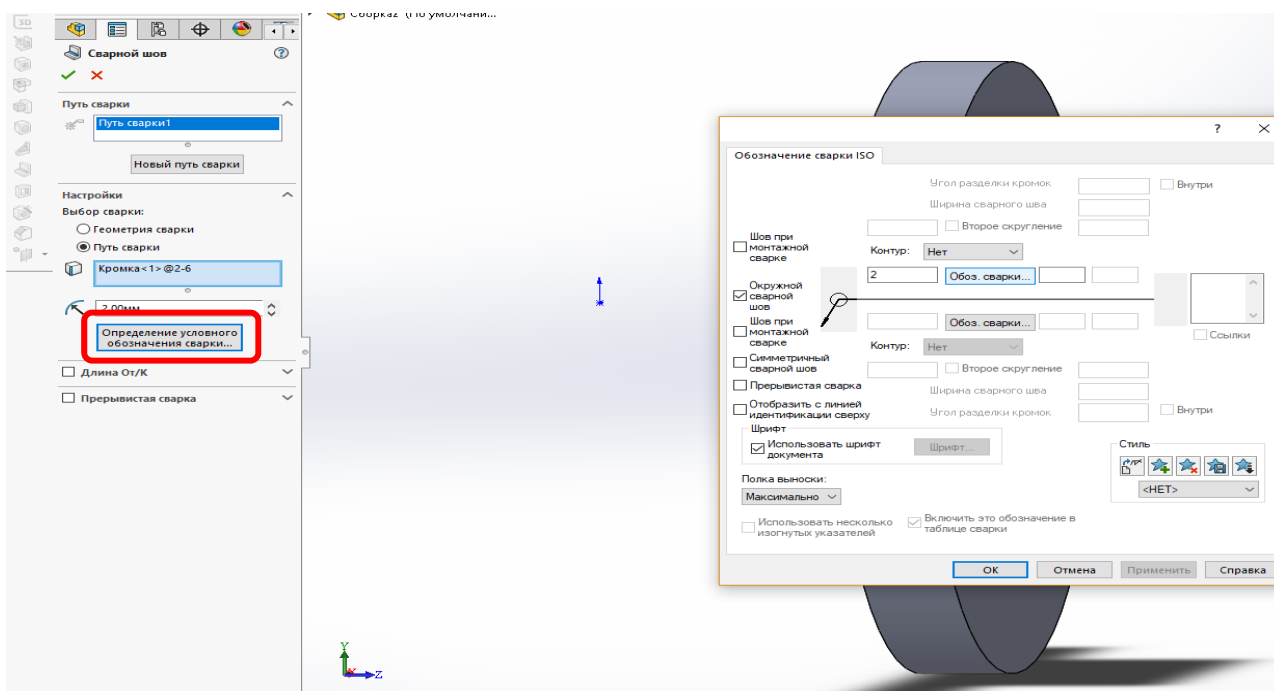 3D
Сборка2 (По умолчани...
Сварной шов
Путь сварки
Путь сварки1
Новый путь сварки
Настройки
Выбор сварки:
Геометрия сварки
Путь сварки
Кромка<1>@2-6
2.00мм
Определение условного
обозначения сварки...
Длина От/К
Прерывистая сварка
Y
Z
? ×
Обозначение сварки ISO
Угол разделки кромок
Внутри
Ширина сварного шва
Второе скругление
Шов при
монтажной
сварке
Контур: Нет
2 Обоз. сварки...
Окружной
сварной
шов
Шов при
монтажной
сварке
Обоз. сварки...
Ссылки
Контур: Нет
Симметричный
сварной шов
Второе скругление
Прерывистая сварка
Ширина сварного шва
Отобразить с линией
идентификации сверху
Угол разделки кромок
Внутри
Шрифт
Использовать шрифт
документа
Шрифт...
Стиль
<НЕТ>
Полка выноски:
Максимально
Использовать несколько
изогнутых указателей
Включить это обозначение в
таблице сварки
ОК Отмена Применить Справка